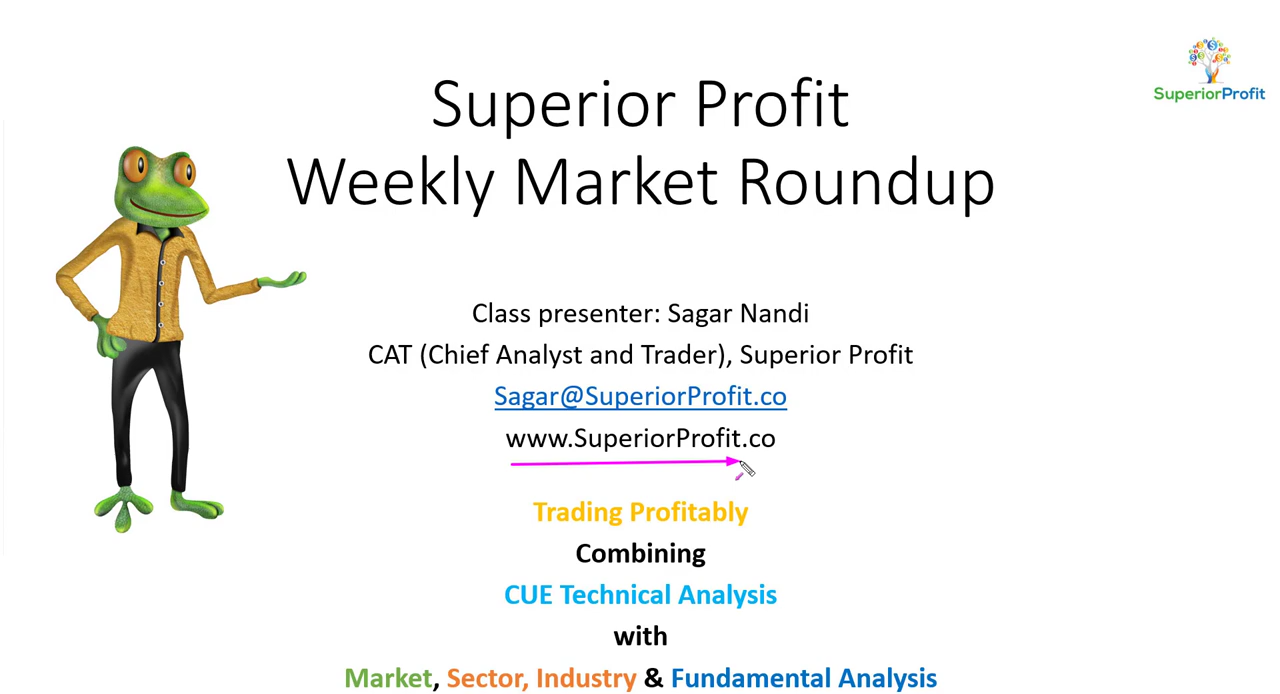 SuperiorProfit
Superior Profit
Weekly Market Roundup
Class presenter: Sagar Nandi
CAT (Chief Analyst and Trader), Superior Profit
Sagar@SuperiorProfit.co
www.SuperiorProfit.co
Trading Profitably
Combining
CUE Technical Analysis
with
Market, Sector, Industry & Fundamental Analysis